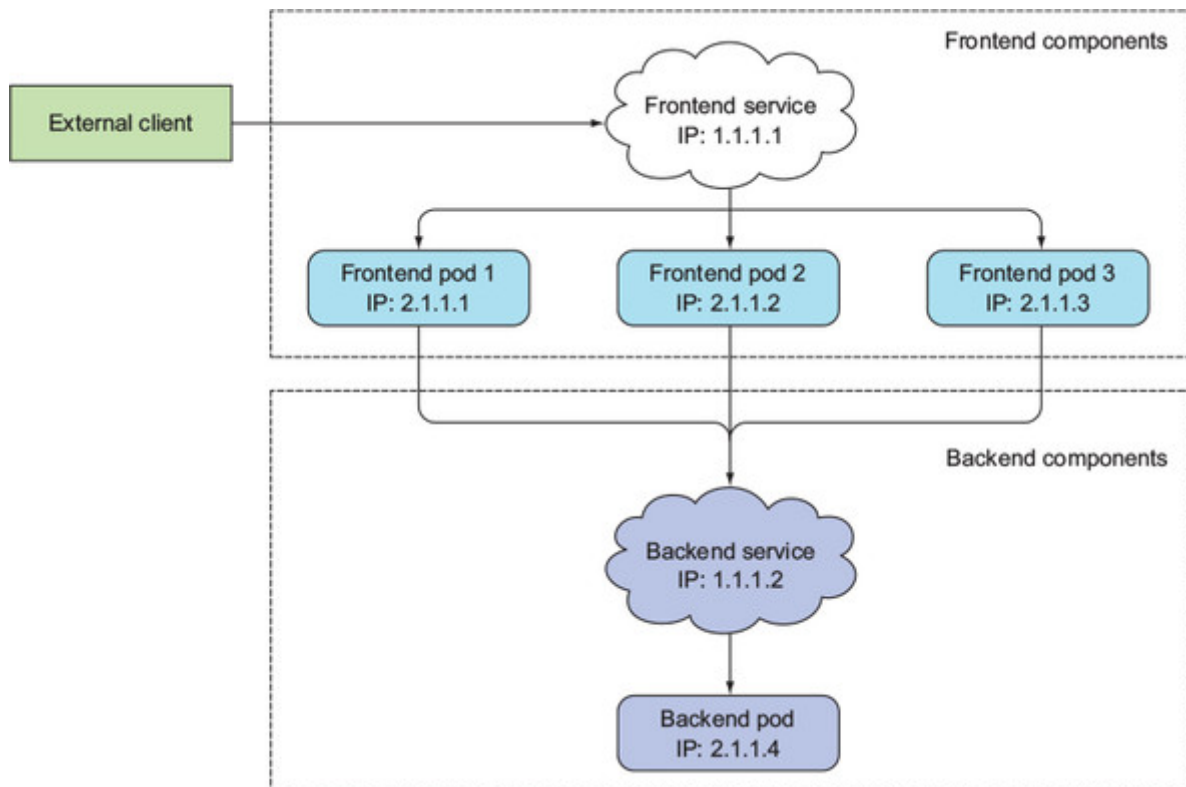 Frontend components
External client
Frontend service
IP: 1.1.1.1
Frontend pod 1
IP: 2.1.1.1
Frontend pod 2
IP: 2.1.1.2
Frontend pod 3
IP: 2.1.1.3
Backend components
Backend service
IP: 1.1.1.2
Backend pod
IP: 2.1.1.4